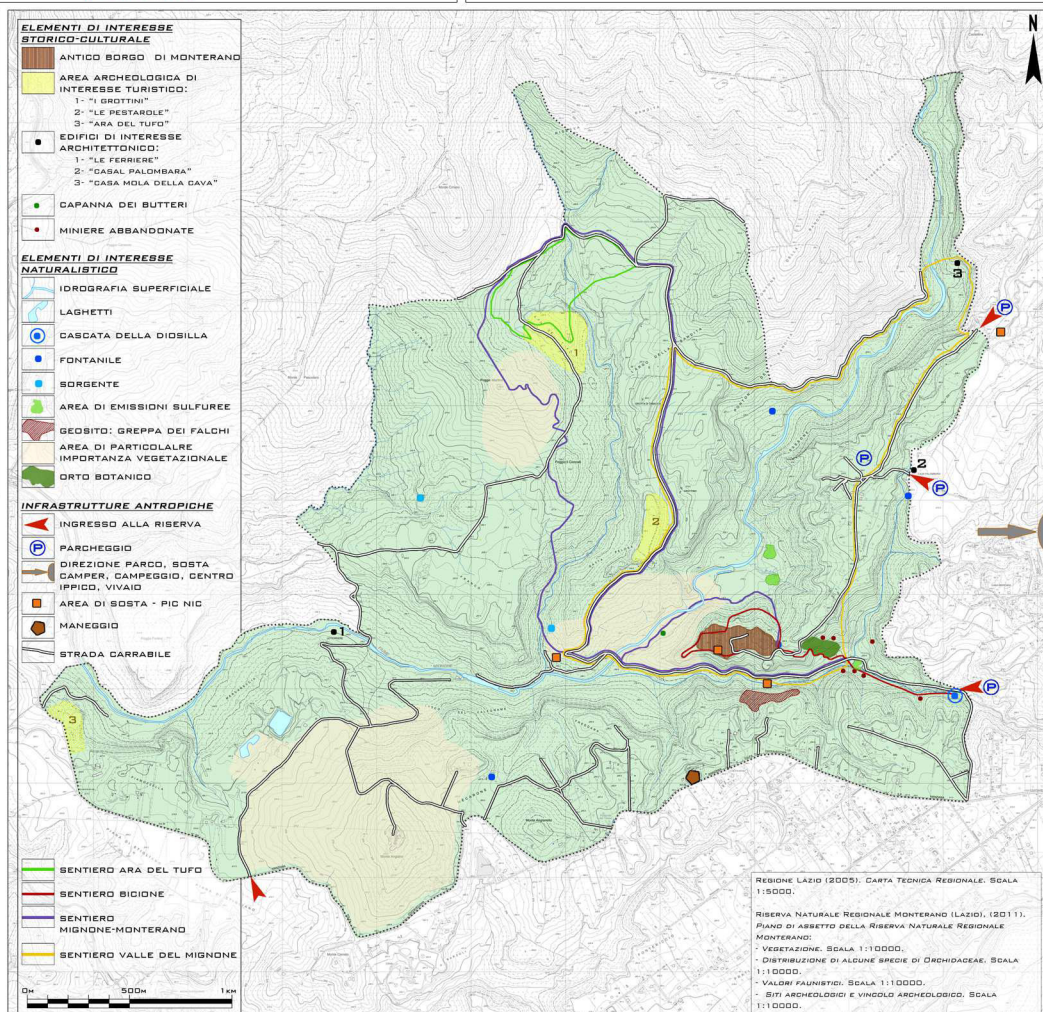 ELEMENTI DI INTERESSE
STORICO-CULTURALE
ANTICO BORGO DI MONTERANO
AREA ARCHEOLOGICA DI
INTERESSE TURISTICO:
1- "I GROTTINI"
2- "LE PESTAROLE"
3- "ARA DEL TUFO"
EDIFICI DI INTERESSE
ARCHITETTONICO:
1- "LE FERRIERE"
2- "CASAL PALOMBARA"
3- "CASA MOLA DELLA CAVA"
CAPANNA DEI BUTTERI
MINIERE ABBANDONATE
ELEMENTI DI INTERESSE
NATURALISTICO
IDROGRAFIA SUPERFICIALE
LAGHETTI
CASCATA DELLA DIOSILLA
FONTANILE
SORGENTE
AREA DI EMISSIONI SULFUREE
GEOSITO: GREPPA DEI FALCHI
AREA DI PARTICOLALRE
IMPORTANZA VEGETAZIONALE
ORTO BOTANICO
INFRASTRUTTURE ANTROPICHE
INGRESSO ALLA RISERVA
P PARCHEGGIO
DIREZIONE PARCO, SOSTA
CAMPER, CAMPEGGIO, CENTRO
IPPICO, VIVAIO
AREA DI SOSTA - PIC NIC
MANEGGIO
STRADA CARRABILE
SENTIERO ARA DEL TUFO
SENTIERO BICIONE
SENTIERO
MIGNONE-MONTERANO
SENTIERO VALLE DEL MIGNONE
0M 500M 1 KM
N
3
P
1
P
2
P
2
1
P
3
REGIONE LAZIO (2005). CARTA TECNICA REGIONALE. SCALA
1:5000.
RISERVA NATURALE REGIONALE MONTERANO (LAZIO), (2011).
PIANO DI ASSETTO DELLA RISERVA NATURALE REGIONALE
MONTERANO:
- VEGETAZIONE. SCALA 1:10000.
- DISTRIBUZIONE DI ALCUNE SPECIE DI ORCHIDACEAE. SCALA
1:10000.
- VALORI FAUNISTICI. SCALA 1:10000.
- SITI ARCHEOLOGICI E VINCOLO ARCHEOLOGICO. SCALA
1:10000.